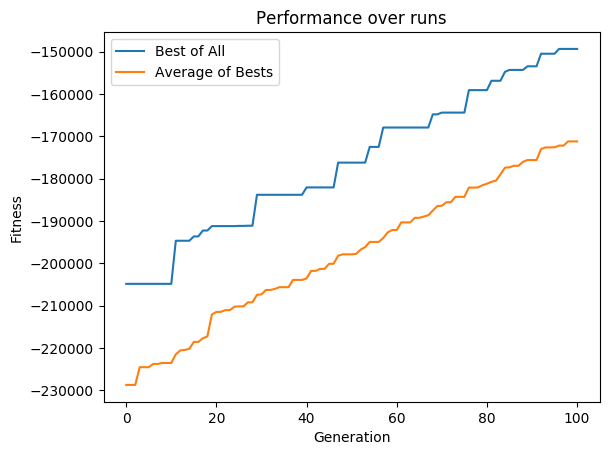 Performance over runs
Best of All
Average of Bests
−150000
−160000
−170000
−180000
−190000
−200000
−210000
−220000
−230000
Fitness
0 20 40 60 80 100
Generation